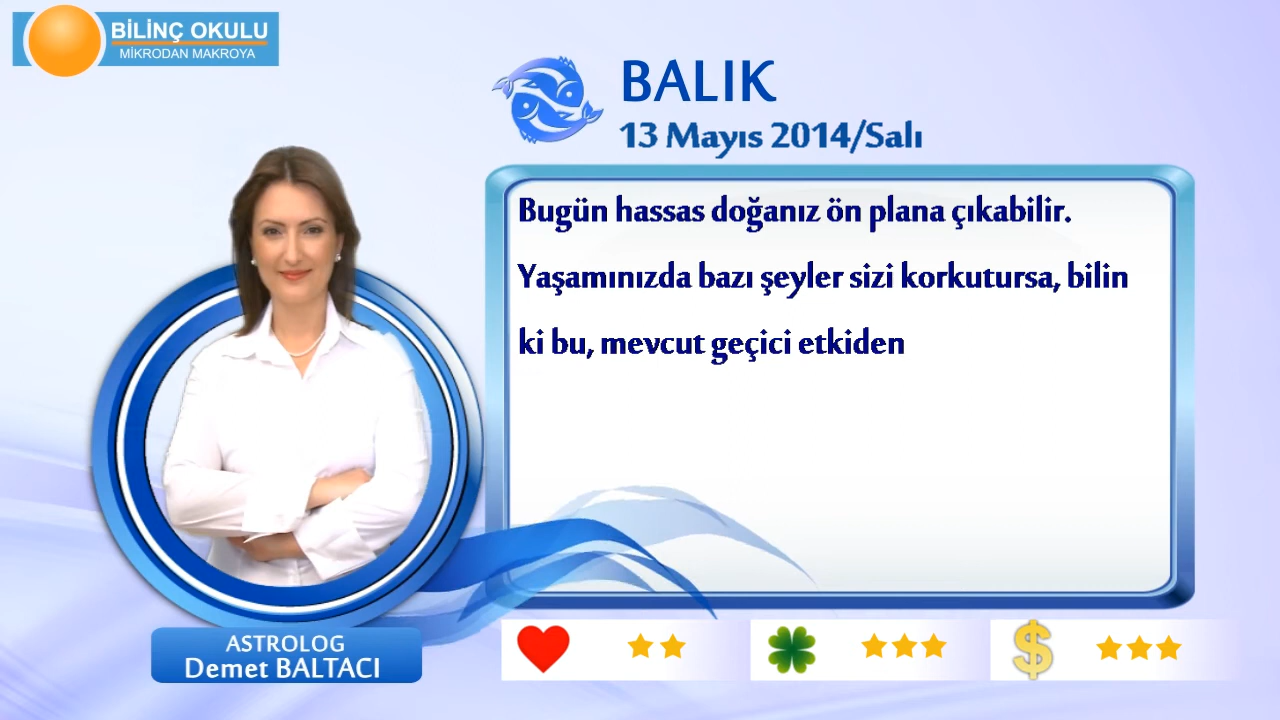 BİLİNÇ OKULU
MİKRODAN MAKROYA
BALIK
13 Mayıs 2014/Salı
Bugün hassas doğanız ön plana çıkabilir.
Yaşamınızda bazı şeyler sizi korkutursa, bilin
ki bu, mevcut geçici etkiden
ASTROLOG
Demet BALTACI